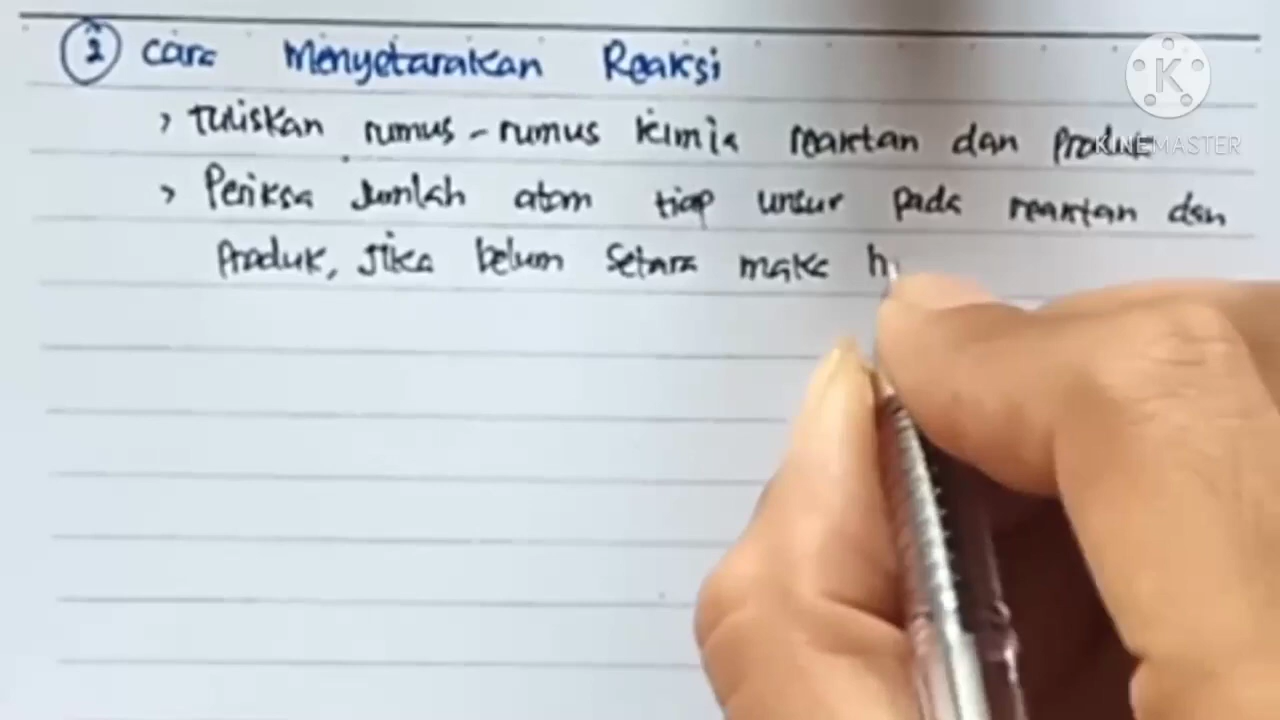 2 Cara Menyetarakan Reaksi
> tuliskan rumus-rumus kimia reaktan dan produk
> Periksa jumlah atom tiap unsur pada reaktan dan
Produk, jika belum setara maka h
K
KINEMASTER